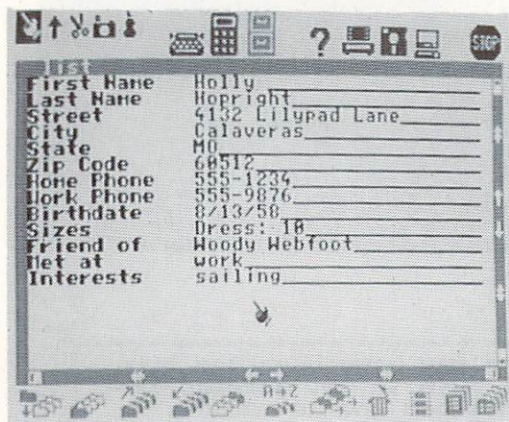 ? STOP
List
First Name Holly
Last Name Hopright
Street 4132 Lilypad Lane
City Calaveras
State MO
Zip Code 60512
Home Phone 555-1234
Work Phone 555-9876
Birthdate 8/13/58
Sizes Dress: 10
Friend of Woody Webfoot
Met at work
Interests sailing
A→Z